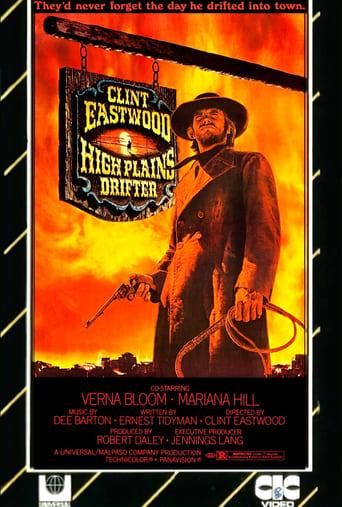 They'd never forget the day he drifted into town.
CLINT
EASTWOOD
HIGH PLAINS
DRIFTER
CO-STARRING
VERNA BLOOM · MARIANA HILL
MUSIC BY WRITTEN BY DIRECTED BY
DEE BARTON · ERNEST TIDYMAN · CLINT EASTWOOD
PRODUCED BY EXECUTIVE PRODUCER
ROBERT DALEY · JENNINGS LANG
A UNIVERSAL/MALPASO COMPANY PRODUCTION
TECHNICOLOR® · PANAVISION®
R RESTRICTED
UNIVERSAL
CIC
VIDEO